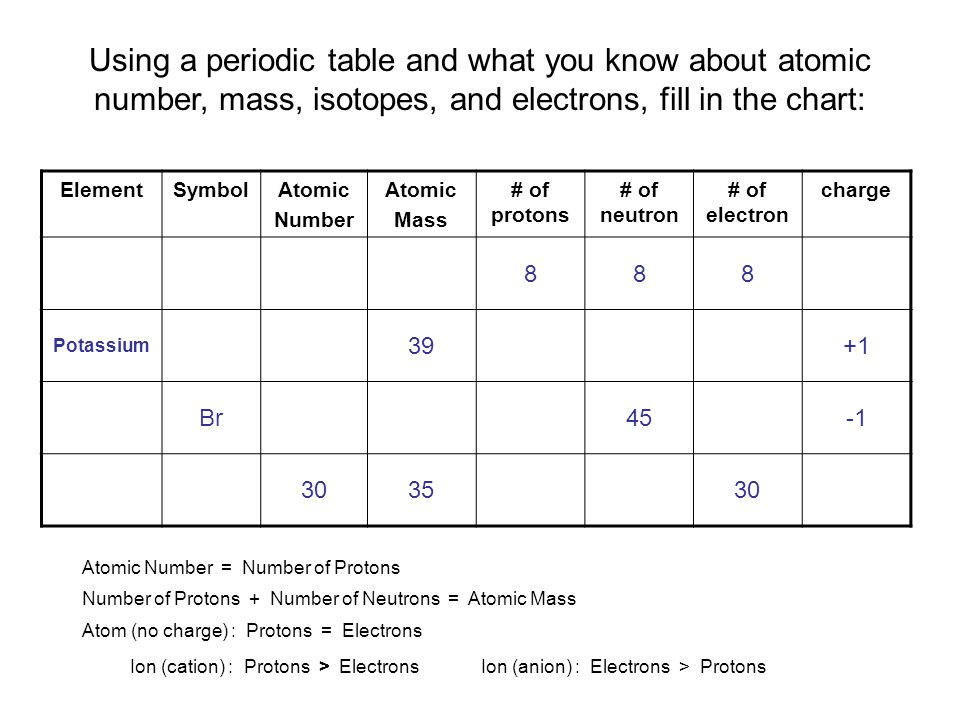 Using a periodic table and what you know about atomic
number, mass, isotopes, and electrons, fill in the chart:
Element Symbol Atomic Number Atomic Mass # of protons # of neutron # of electron charge
8 8 8
Potassium 39 +1
Br 45 -1
30 35 30
Atomic Number = Number of Protons
Number of Protons + Number of Neutrons = Atomic Mass
Atom (no charge) : Protons = Electrons
Ion (cation) : Protons > Electrons Ion (anion) : Electrons > Protons